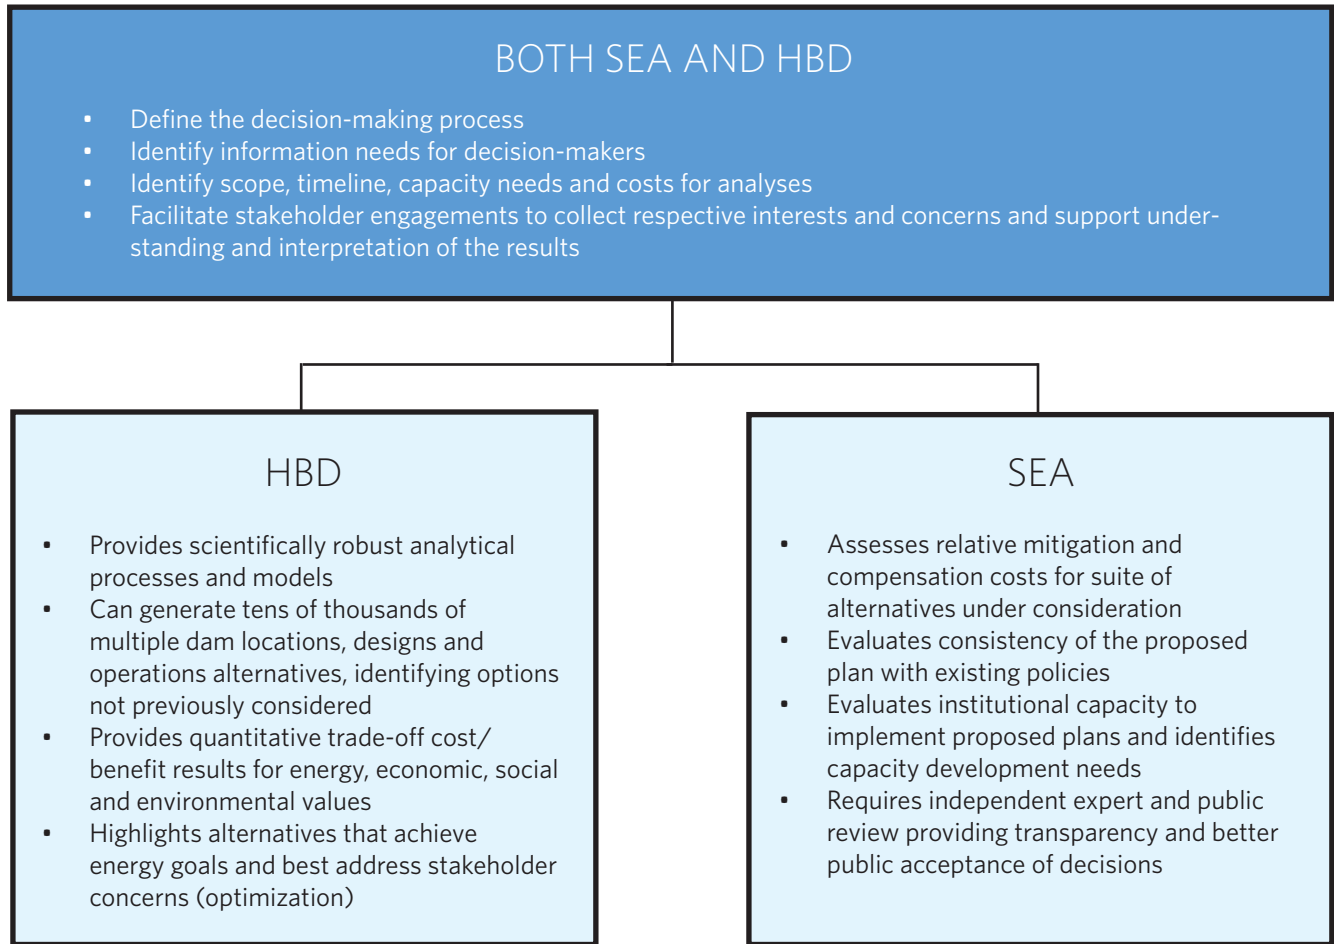 BOTH SEA AND HBD
• Define the decision-making process
• Identify information needs for decision-makers
• Identify scope, timeline, capacity needs and costs for analyses
• Facilitate stakeholder engagements to collect respective interests and concerns and support under-
standing and interpretation of the results
HBD
• Provides scientifically robust analytical
processes and models
• Can generate tens of thousands of
multiple dam locations, designs and
operations alternatives, identifying options
not previously considered
• Provides quantitative trade-off cost/
benefit results for energy, economic, social
and environmental values
• Highlights alternatives that achieve
energy goals and best address stakeholder
concerns (optimization)
SEA
• Assesses relative mitigation and
compensation costs for suite of
alternatives under consideration
• Evaluates consistency of the proposed
plan with existing policies
• Evaluates institutional capacity to
implement proposed plans and identifies
capacity development needs
• Requires independent expert and public
review providing transparency and better
public acceptance of decisions